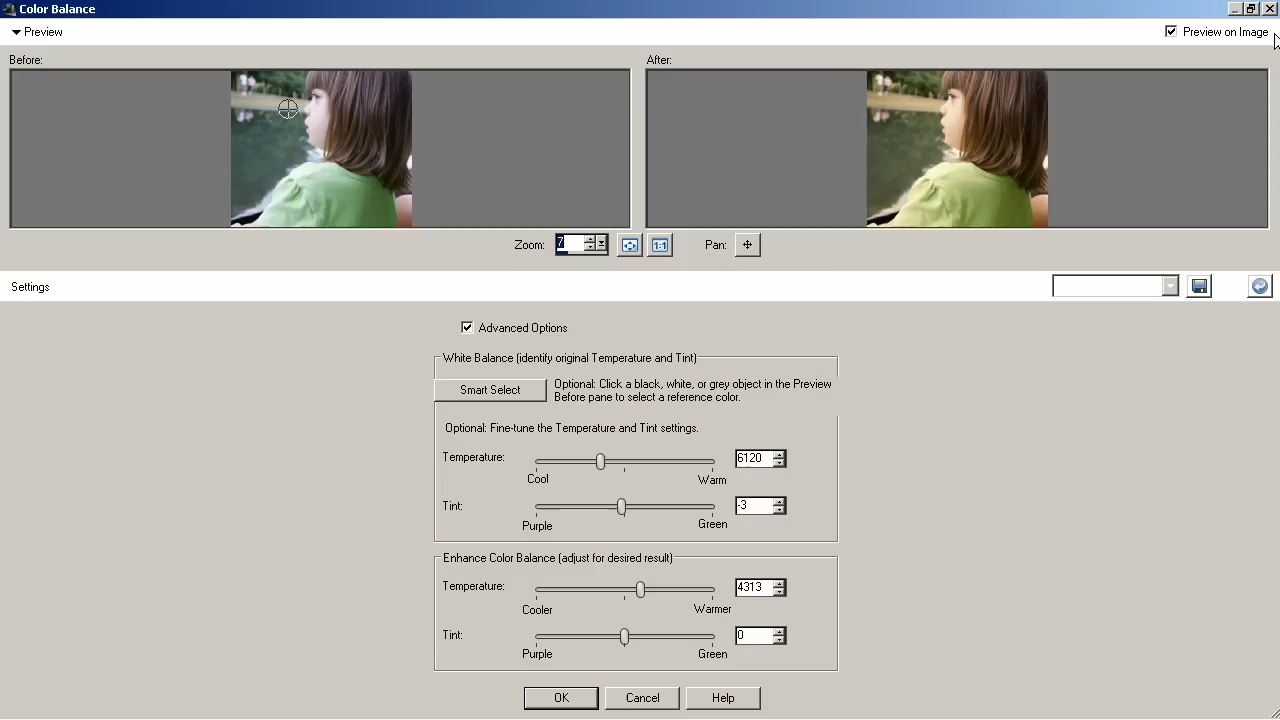 Color Balance
Preview
Preview on Image
Before:
After:
Zoom: 7
1:1
Pan:
Settings
Advanced Options
White Balance (identify original Temperature and Tint)
Smart Select
Optional: Click a black, white, or grey object in the Preview
Before pane to select a reference color.
Optional: Fine-tune the Temperature and Tint settings.
Temperature: 6120
Cool Warm
Tint: -3
Purple Green
Enhance Color Balance (adjust for desired result)
Temperature: 4313
Cooler Warmer
Tint: 0
Purple Green
OK Cancel Help